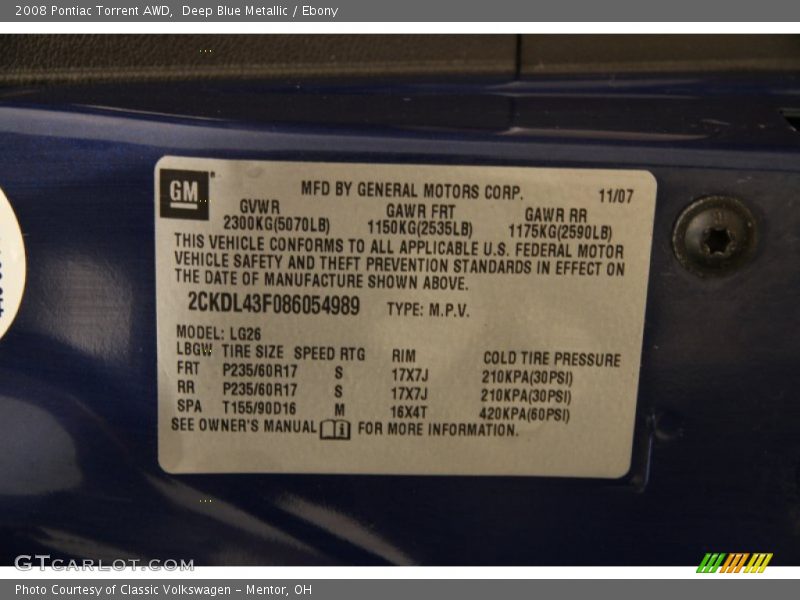 2008 Pontiac Torrent AWD,  Deep Blue Metallic / Ebony
GM
MFD BY GENERAL MOTORS CORP. 11/07
GVWR GAWR FRT GAWR RR
2300KG(5070LB) 1150KG(2535LB) 1175KG(2590LB)
THIS VEHICLE CONFORMS TO ALL APPLICABLE U.S. FEDERAL MOTOR
VEHICLE SAFETY AND THEFT PREVENTION STANDARDS IN EFFECT ON
THE DATE OF MANUFACTURE SHOWN ABOVE.
2CKDL43F086054989 TYPE: M.P.V.
MODEL: LG26
LBGW TIRE SIZE SPEED RTG RIM COLD TIRE PRESSURE
FRT P235/60R17 S 17X7J 210KPA(30PSI)
RR P235/60R17 S 17X7J 210KPA(30PSI)
SPA T155/90D16 M 16X4T 420KPA(60PSI)
SEE OWNER'S MANUAL i FOR MORE INFORMATION.
GTCARLOT.COM
Photo Courtesy of Classic Volkswagen – Mentor, OH